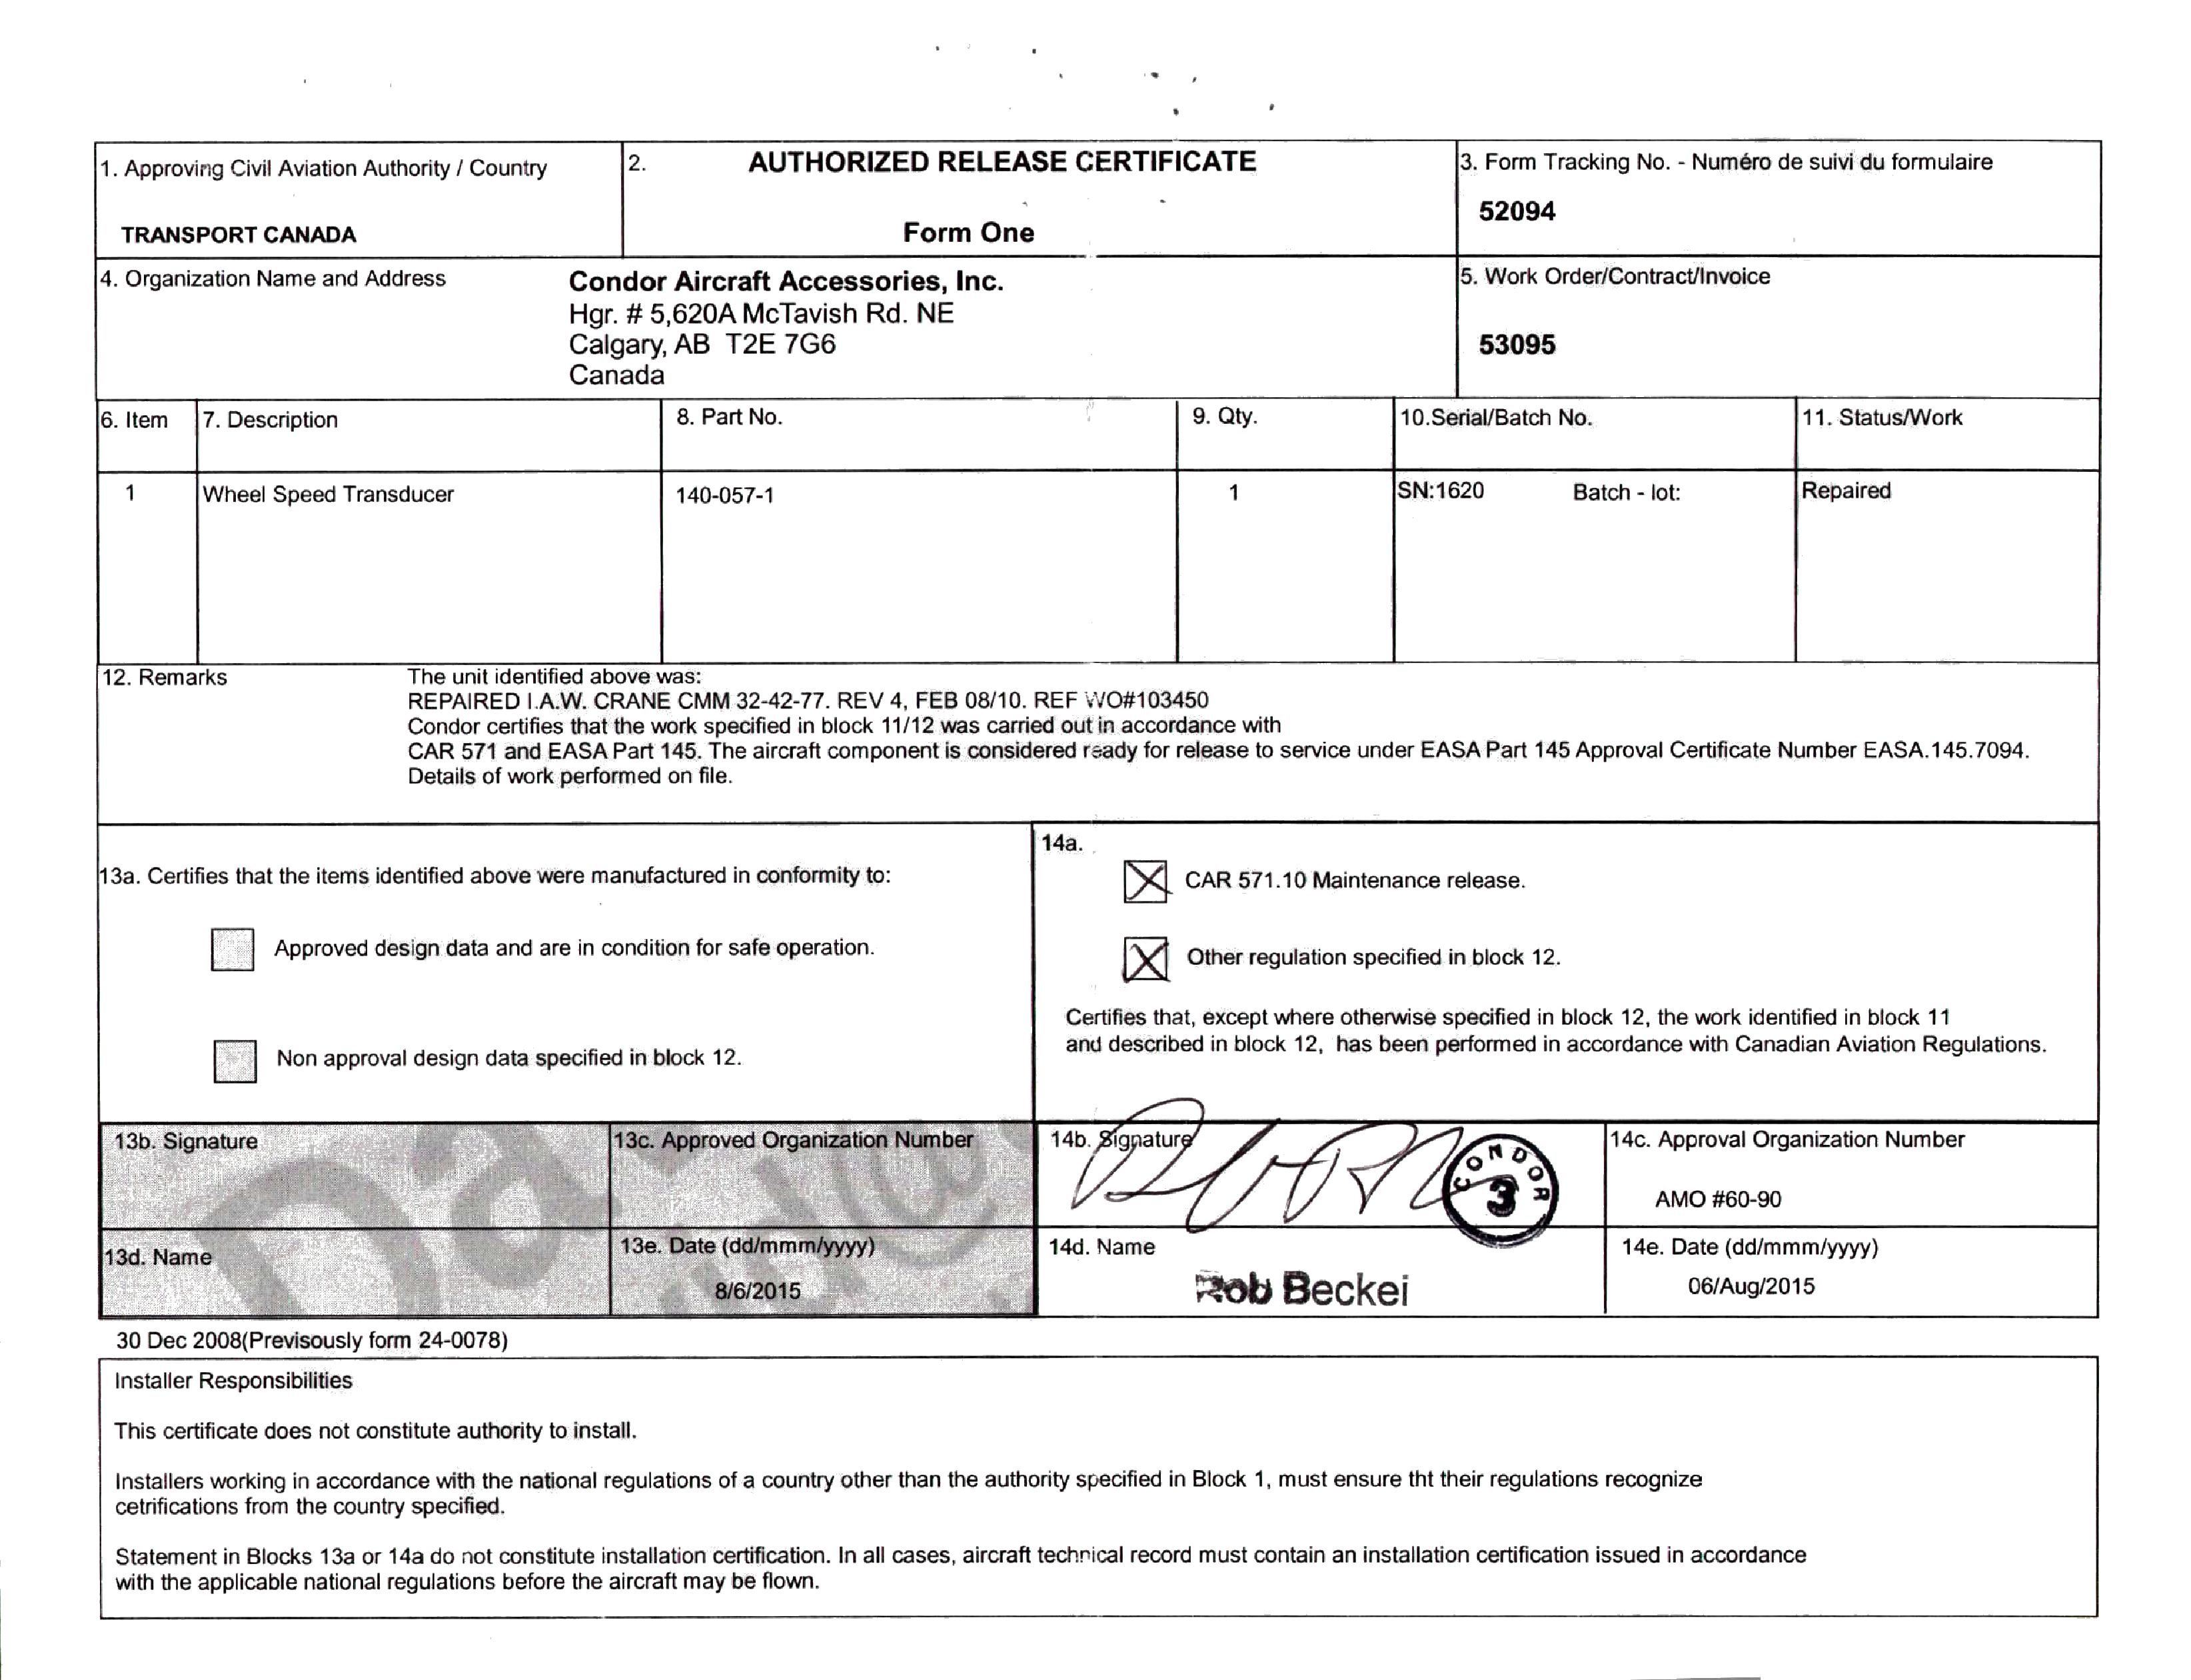 1. Approving Civil Aviation Authority / Country
TRANSPORT CANADA
2.
AUTHORIZED RELEASE CERTIFICATE
Form One
3. Form Tracking No. - Numéro de suivi du formulaire
52094
4. Organization Name and Address
Condor Aircraft Accessories, Inc.
Hgr. # 5,620A McTavish Rd. NE
Calgary, AB T2E 7G6
Canada
5. Work Order/Contract/Invoice
53095
6. Item
7. Description
8. Part No.
9. Qty.
10.Serial/Batch No.
11. Status/Work
1
Wheel Speed Transducer
140-057-1
1
SN:1620 Batch - lot:
Repaired
12. Remarks
The unit identified above was:
REPAIRED I.A.W. CRANE CMM 32-42-77. REV 4, FEB 08/10. REF WO#103450
Condor certifies that the work specified in block 11/12 was carried out in accordance with
CAR 571 and EASA Part 145. The aircraft component is considered ready for release to service under EASA Part 145 Approval Certificate Number EASA.145.7094.
Details of work performed on file.
13a. Certifies that the items identified above were manufactured in conformity to:
Approved design data and are in condition for safe operation.
Non approval design data specified in block 12.
14a.
CAR 571.10 Maintenance release.
Other regulation specified in block 12.
Certifies that, except where otherwise specified in block 12, the work identified in block 11
and described in block 12, has been performed in accordance with Canadian Aviation Regulations.
13b. Signature
13c. Approved Organization Number
14b. Signature
CONDOR
3
14c. Approval Organization Number
AMO #60-90
13d. Name
13e. Date (dd/mmm/yyyy)
8/6/2015
14d. Name
Rob Beckei
14e. Date (dd/mmm/yyyy)
06/Aug/2015
30 Dec 2008(Previsously form 24-0078)
Installer Responsibilities
This certificate does not constitute authority to install.
Installers working in accordance with the national regulations of a country other than the authority specified in Block 1, must ensure tht their regulations recognize
cetrifications from the country specified.
Statement in Blocks 13a or 14a do not constitute installation certification. In all cases, aircraft technical record must contain an installation certification issued in accordance
with the applicable national regulations before the aircraft may be flown.